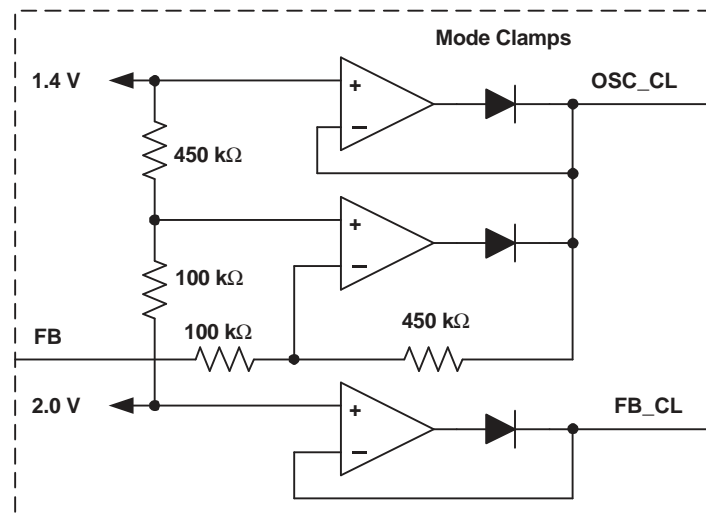 Mode Clamps
1.4 V
OSC_CL
+
−
450 kΩ
+
−
100 kΩ
FB
100 kΩ
450 kΩ
2.0 V
FB_CL
+
−